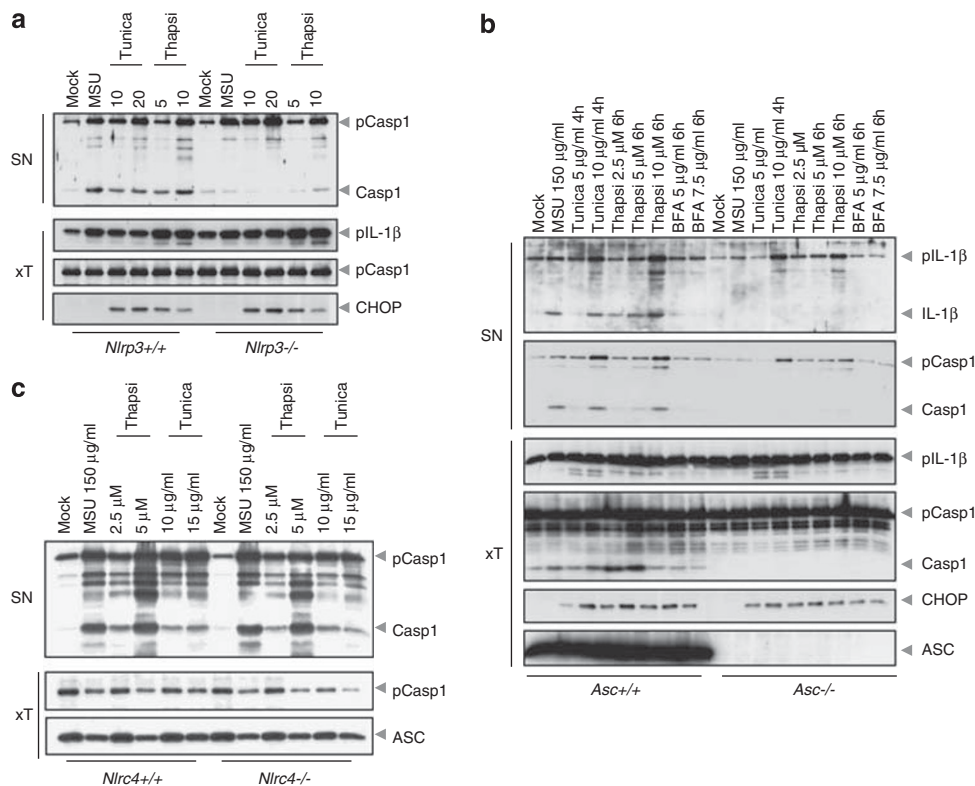 a
Tunica
Thapsi
Tunica
Thapsi
Mock
MSU
10
20
5
10
Mock
MSU
10
20
5
10
SN
pCasp1
Casp1
xT
pIL-1β
pCasp1
CHOP
Nlrp3+/+
Nlrp3-/-
b
Mock
MSU 150 μg/ml
Tunica 5 μg/ml 4h
Tunica 10 μg/ml 4h
Thapsi 2.5 μM 6h
Thapsi 5 μM 6h
Thapsi 10 μM 6h
BFA 5 μg/ml 6h
BFA 7.5 μg/ml 6h
Mock
MSU 150 μg/ml
Tunica 5 μg/ml
Tunica 10 μg/ml 4h
Thapsi 2.5 μM
Thapsi 5 μM 6h
Thapsi 10 μM 6h
BFA 5 μg/ml 6h
BFA 7.5 μg/ml 6h
SN
pIL-1β
IL-1β
pCasp1
Casp1
xT
pIL-1β
pCasp1
Casp1
CHOP
ASC
Asc+/+
Asc-/-
c
Thapsi
Tunica
Thapsi
Tunica
Mock
MSU 150 μg/ml
2.5 μM
5 μM
10 μg/ml
15 μg/ml
Mock
MSU 150 μg/ml
2.5 μM
5 μM
10 μg/ml
15 μg/ml
SN
pCasp1
Casp1
xT
pCasp1
ASC
Nlrc4+/+
Nlrc4-/-